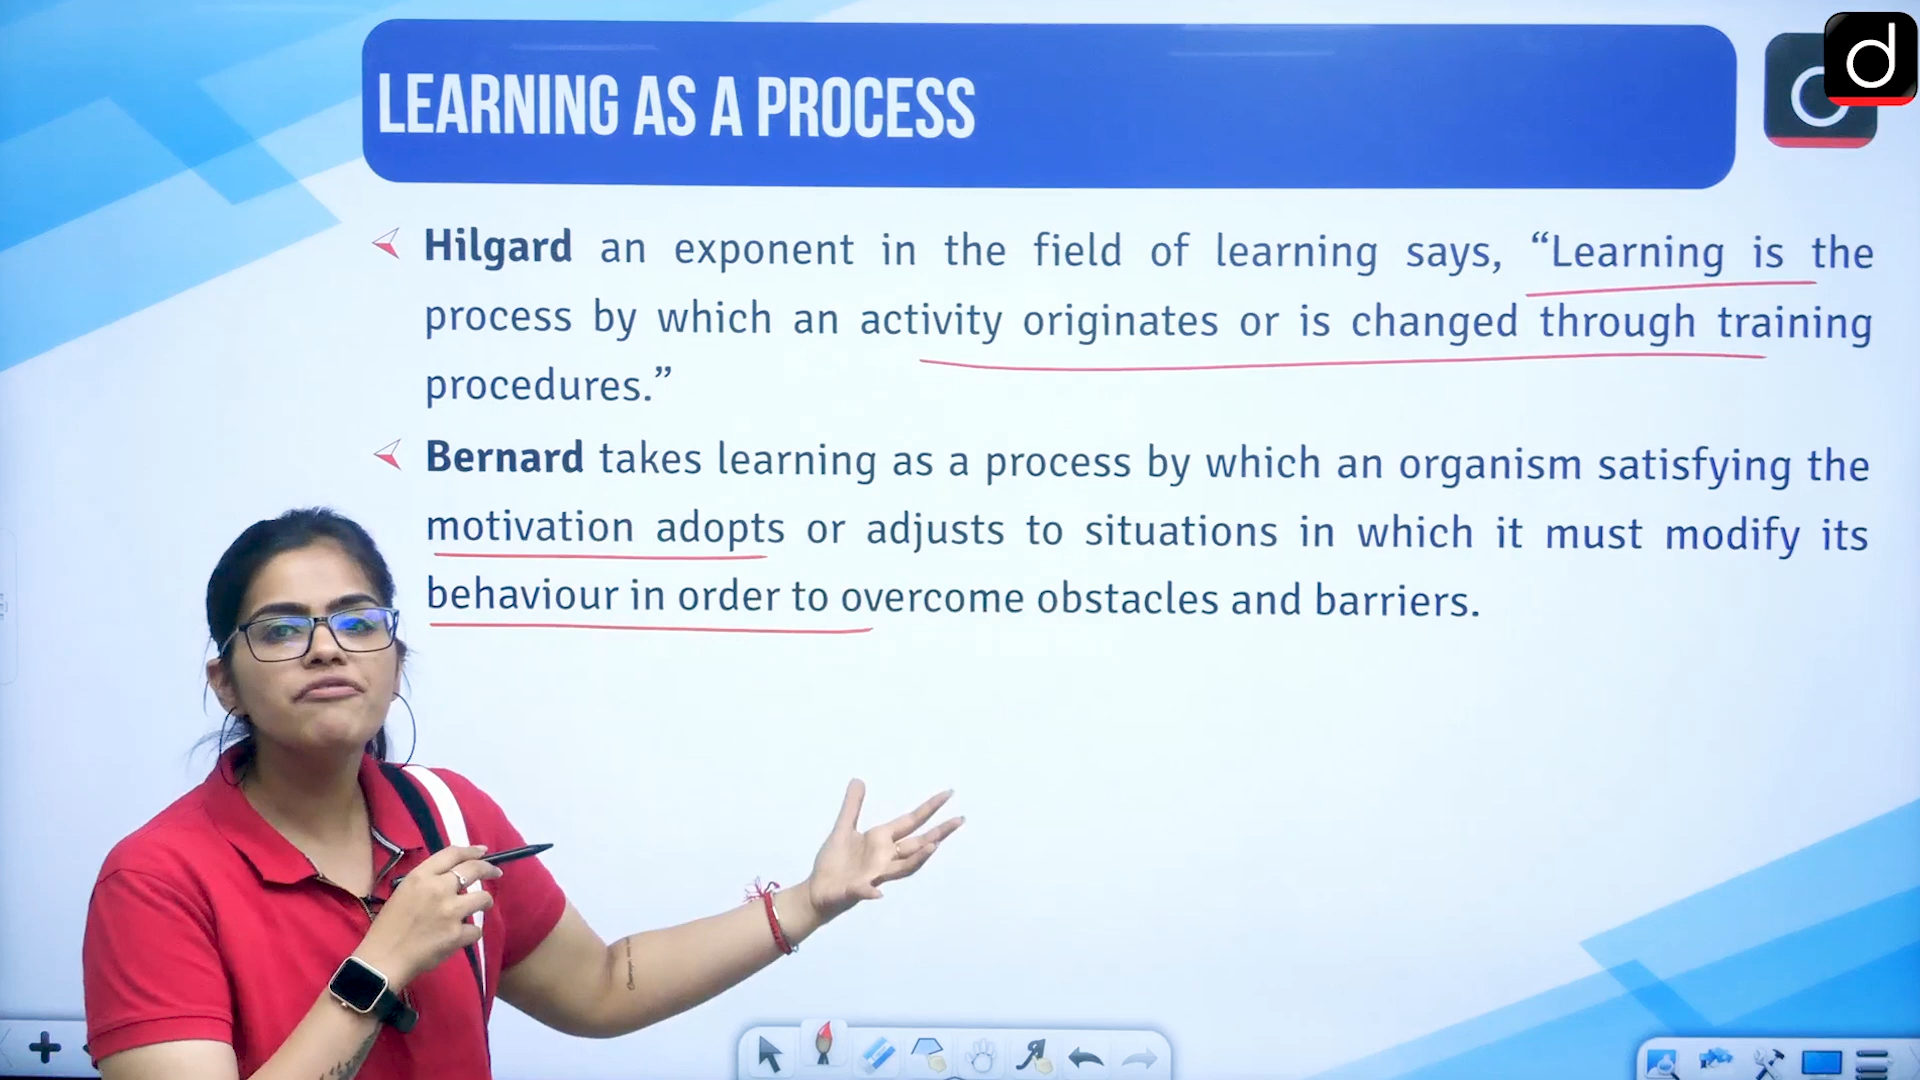 LEARNING AS A PROCESS
d
Hilgard an exponent in the field of learning says, “Learning is the
process by which an activity originates or is changed through training
procedures.”
Bernard takes learning as a process by which an organism satisfying the
motivation adopts or adjusts to situations in which it must modify its
behaviour in order to overcome obstacles and barriers.